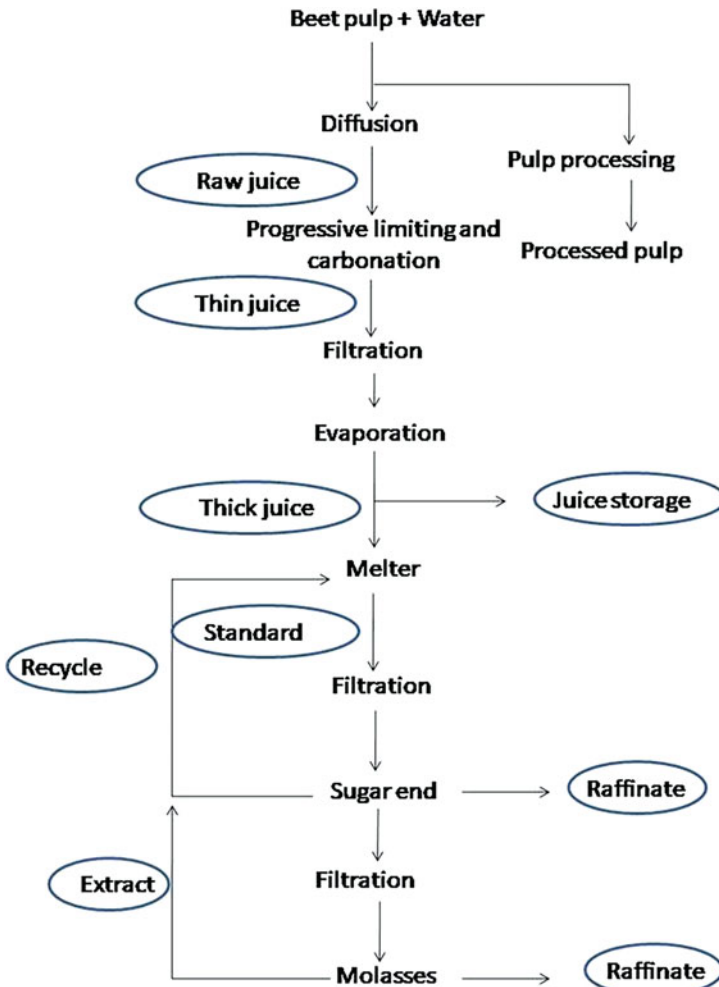 Beet pulp + Water
Diffusion
Pulp processing
Raw juice
Progressive limiting and
carbonation
Processed pulp
Thin juice
Filtration
Evaporation
Thick juice
Juice storage
Melter
Standard
Recycle
Filtration
Sugar end
Raffinate
Extract
Filtration
Molasses
Raffinate